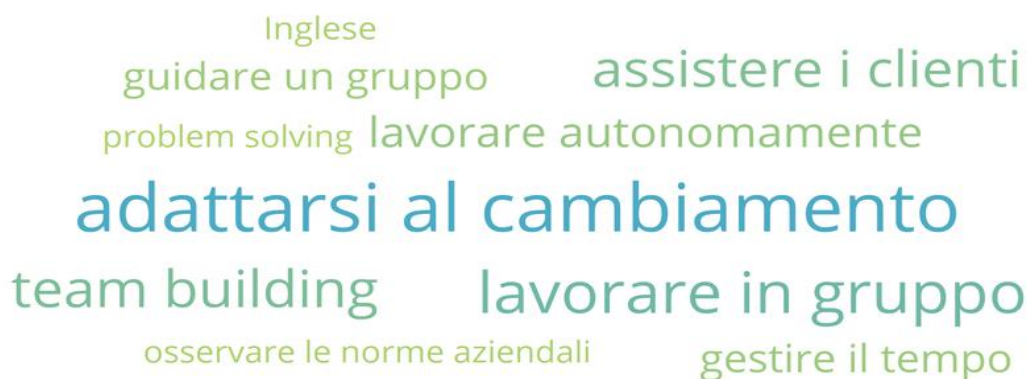 Inglese
guidare un gruppo
assistere i clienti
problem solving
lavorare autonomamente
adattarsi al cambiamento
team building
lavorare in gruppo
osservare le norme aziendali
gestire il tempo